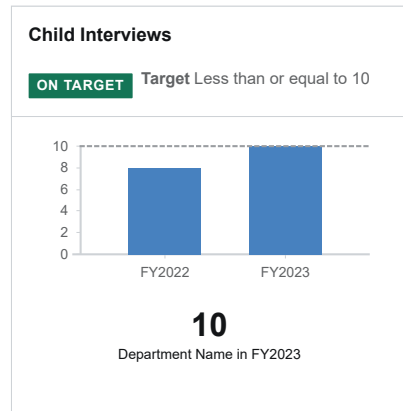 Child Interviews
ON TARGET Target Less than or equal to 10
10
8
6
4
2
0
FY2022 FY2023
10
Department Name in FY2023